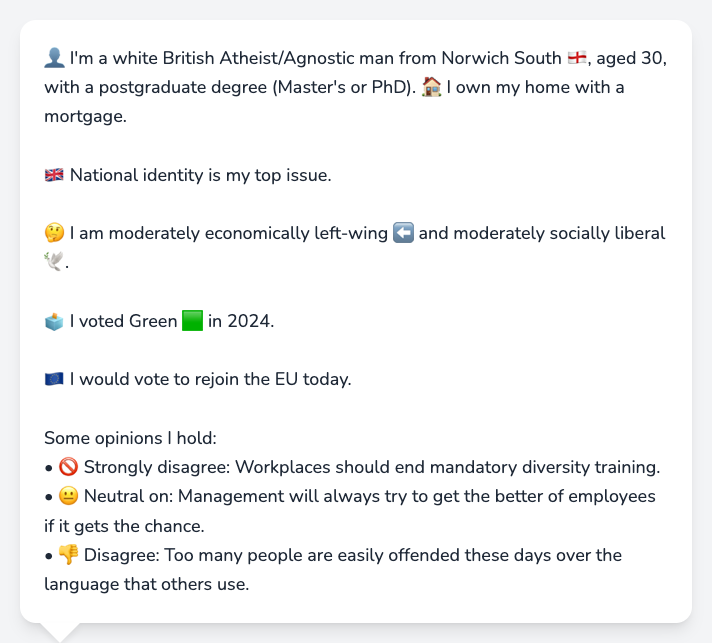 👤 I'm a white British Atheist/Agnostic man from Norwich South 🏴󠁧󠁢󠁥󠁮󠁧󠁿, aged 30,
with a postgraduate degree (Master's or PhD). 🏠 I own my home with a
mortgage.
🇬🇧 National identity is my top issue.
🤔 I am moderately economically left-wing ⬅️ and moderately socially liberal
🕊️.
🗳️ I voted Green 🟩 in 2024.
🇪🇺 I would vote to rejoin the EU today.
Some opinions I hold:
• 🚫 Strongly disagree: Workplaces should end mandatory diversity training.
• 😐 Neutral on: Management will always try to get the better of employees
if it gets the chance.
• 👎 Disagree: Too many people are easily offended these days over the
language that others use.